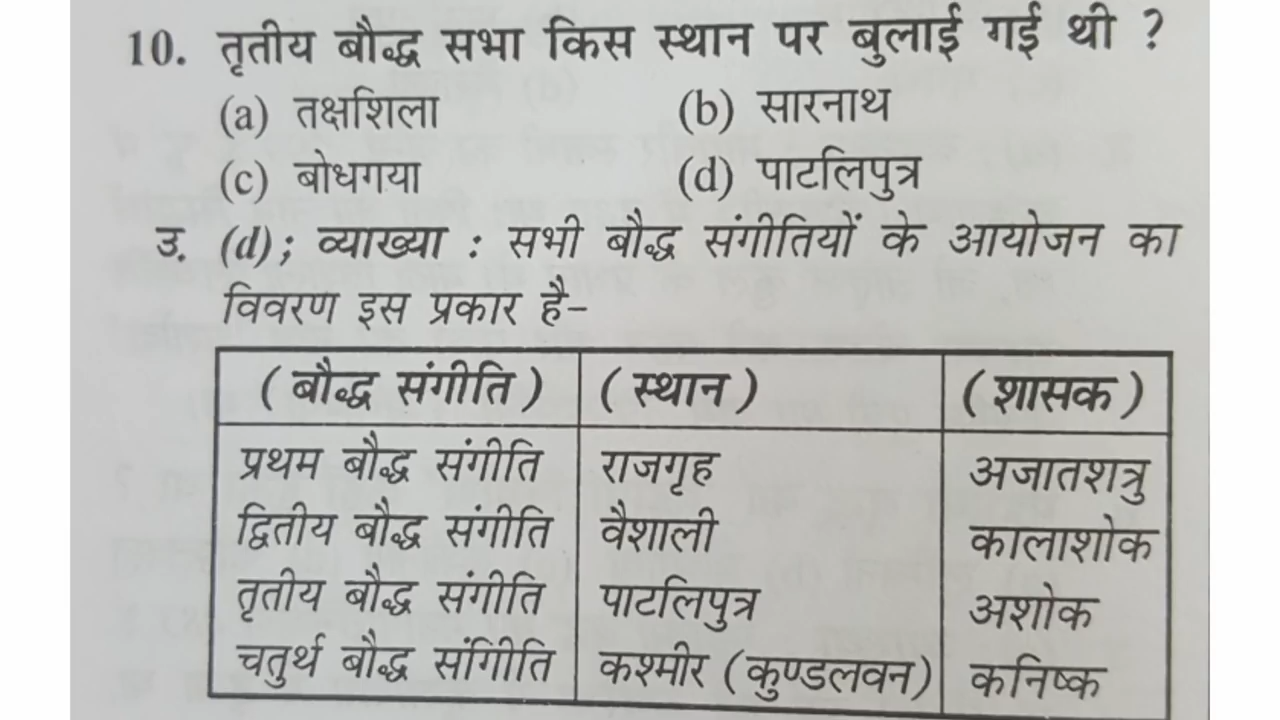 10. तृतीय बौद्ध सभा किस स्थान पर बुलाई गई थी ?
(a) तक्षशिला (b) सारनाथ
(c) बोधगया (d) पाटलिपुत्र
उ. (d); व्याख्या : सभी बौद्ध संगीतियों के आयोजन का
विवरण इस प्रकार है–
(बौद्ध संगीति) (स्थान) (शासक)
प्रथम बौद्ध संगीति राजगृह अजातशत्रु
द्वितीय बौद्ध संगीति वैशाली कालाशोक
तृतीय बौद्ध संगीति पाटलिपुत्र अशोक
चतुर्थ बौद्ध संगिीति कश्मीर (कुण्डलवन) कनिष्क